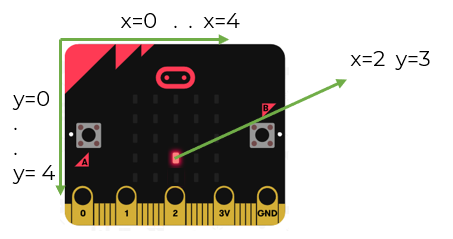 x=0 . . x=4
x=2 y=3
y=0
.
.
y= 4
B
A
0 1 2 3V GND